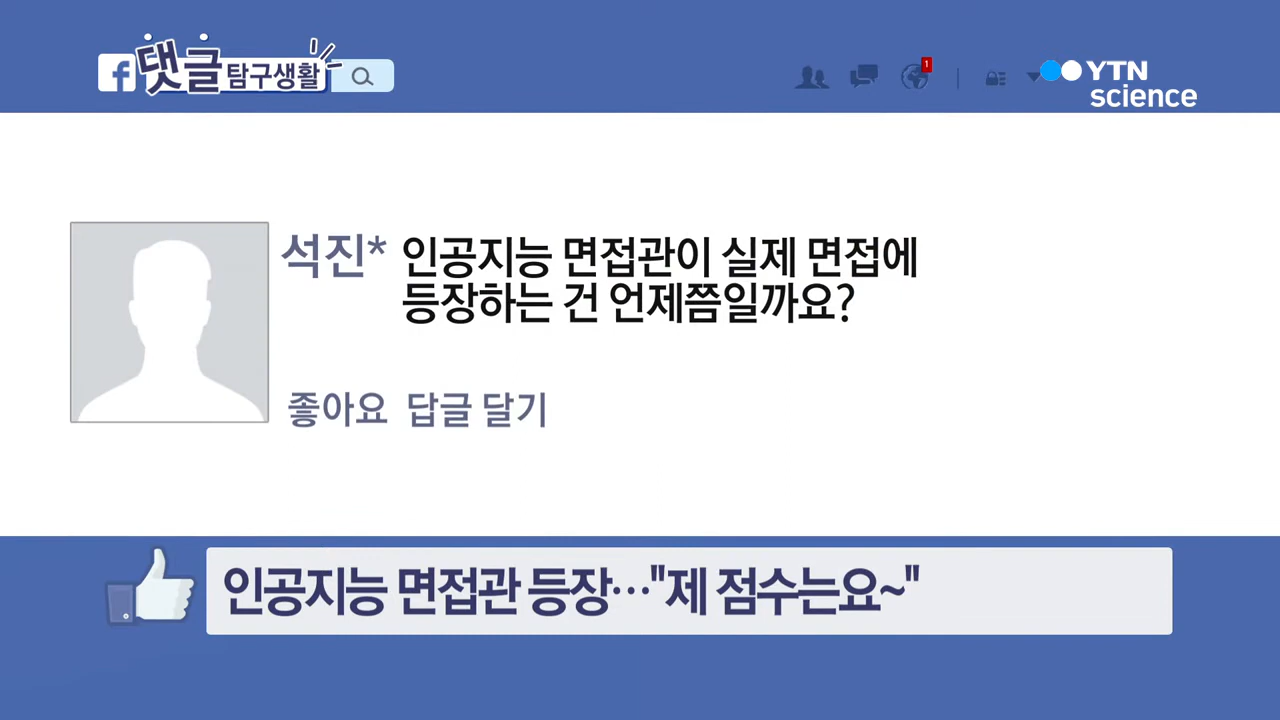 f 댓글 탐구생활
1
YTN
science
석진* 인공지능 면접관이 실제 면접에
등장하는 건 언제쯤일까요?
좋아요 답글 달기
인공지능 면접관 등장…"제 점수는요~"